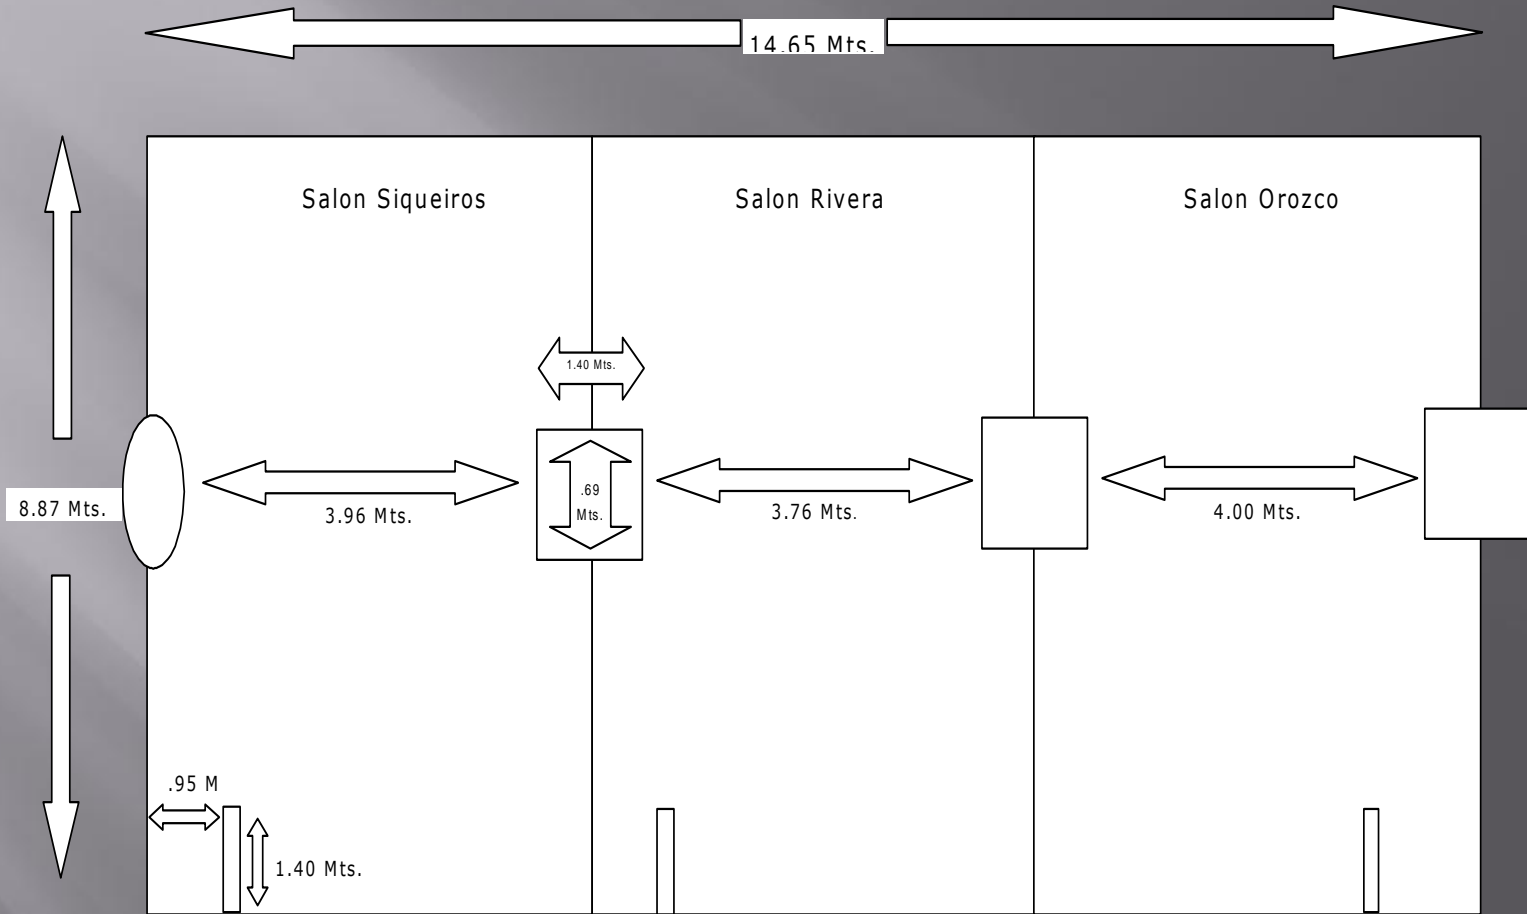 14.65 Mts.
Salon Siqueiros
Salon Rivera
Salon Orozco
1.40 Mts.
8.87 Mts.
3.96 Mts.
.69
Mts.
3.76 Mts.
4.00 Mts.
.95 M
1.40 Mts.